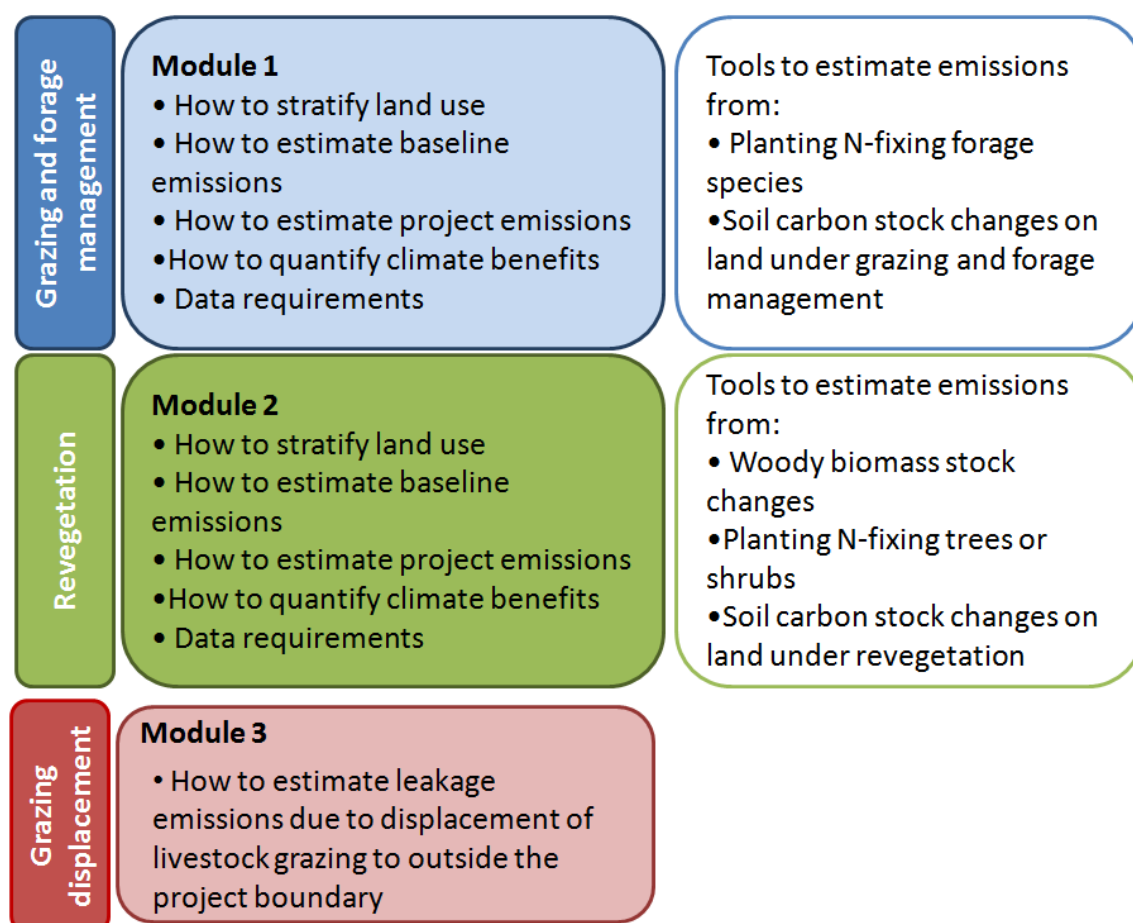 Grazing and forage
management
Module 1
• How to stratify land use
• How to estimate baseline
emissions
• How to estimate project emissions
•How to quantify climate benefits
• Data requirements
Tools to estimate emissions
from:
• Planting N-fixing forage
species
•Soil carbon stock changes on
land under grazing and forage
management
Revegetation
Module 2
• How to stratify land use
• How to estimate baseline
emissions
• How to estimate project emissions
•How to quantify climate benefits
• Data requirements
Tools to estimate emissions
from:
• Woody biomass stock
changes
•Planting N-fixing trees or
shrubs
•Soil carbon stock changes on
land under revegetation
Grazing
displacement
Module 3
• How to estimate leakage
emissions due to displacement of
livestock grazing to outside the
project boundary